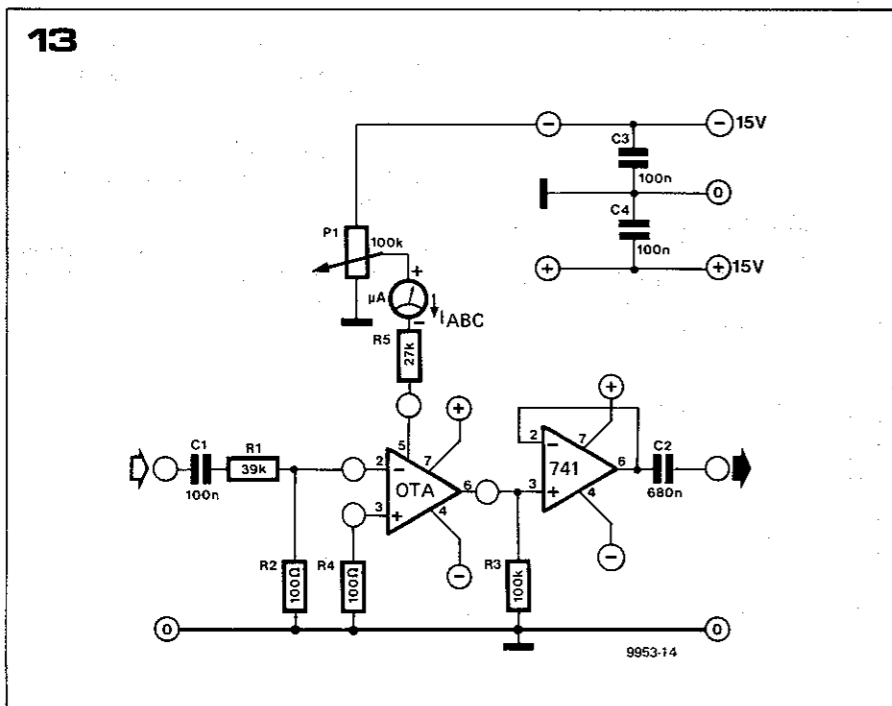 13
− − 15V
C3
100n
0
P1
100k
C4
100n
+ + 15V
+
µA
IABC
−
R5
27k
+
+
C1
R1
39k
100n
2 −
5
7
OTA
3 +
6
4
−
2 −
7
741
3 +
6
4
−
C2
680n
R2
100Ω
R4
100Ω
R3
100k
0
0
9953-14